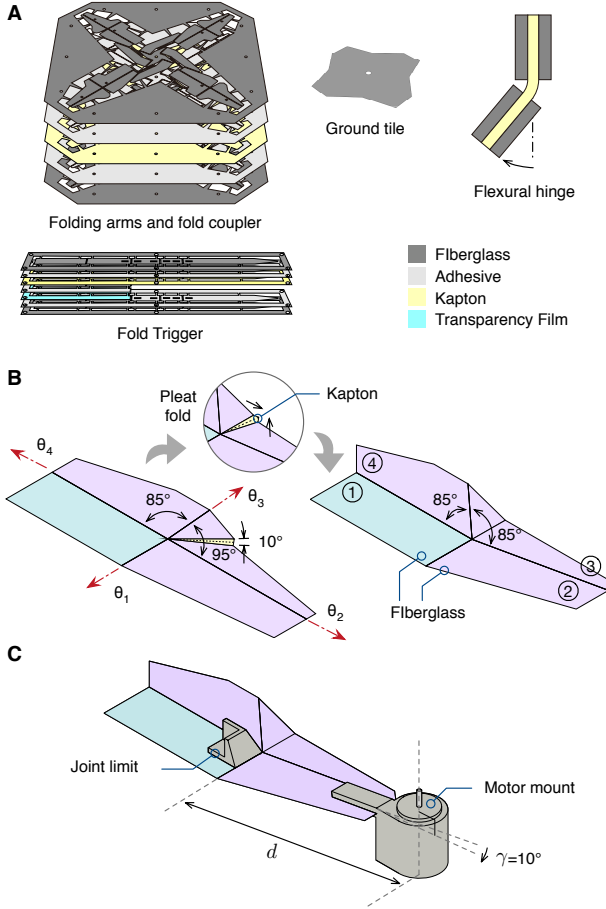 A
Ground tile
Flexural hinge
Folding arms and fold coupler
FIberglass
Adhesive
Kapton
Transparency Film
Fold Trigger
B
Pleat
fold
Kapton
θ4
θ3
85°
95°
10°
θ1
θ2
4
1
85°
85°
3
2
FIberglass
C
Joint limit
Motor mount
d
γ=10°